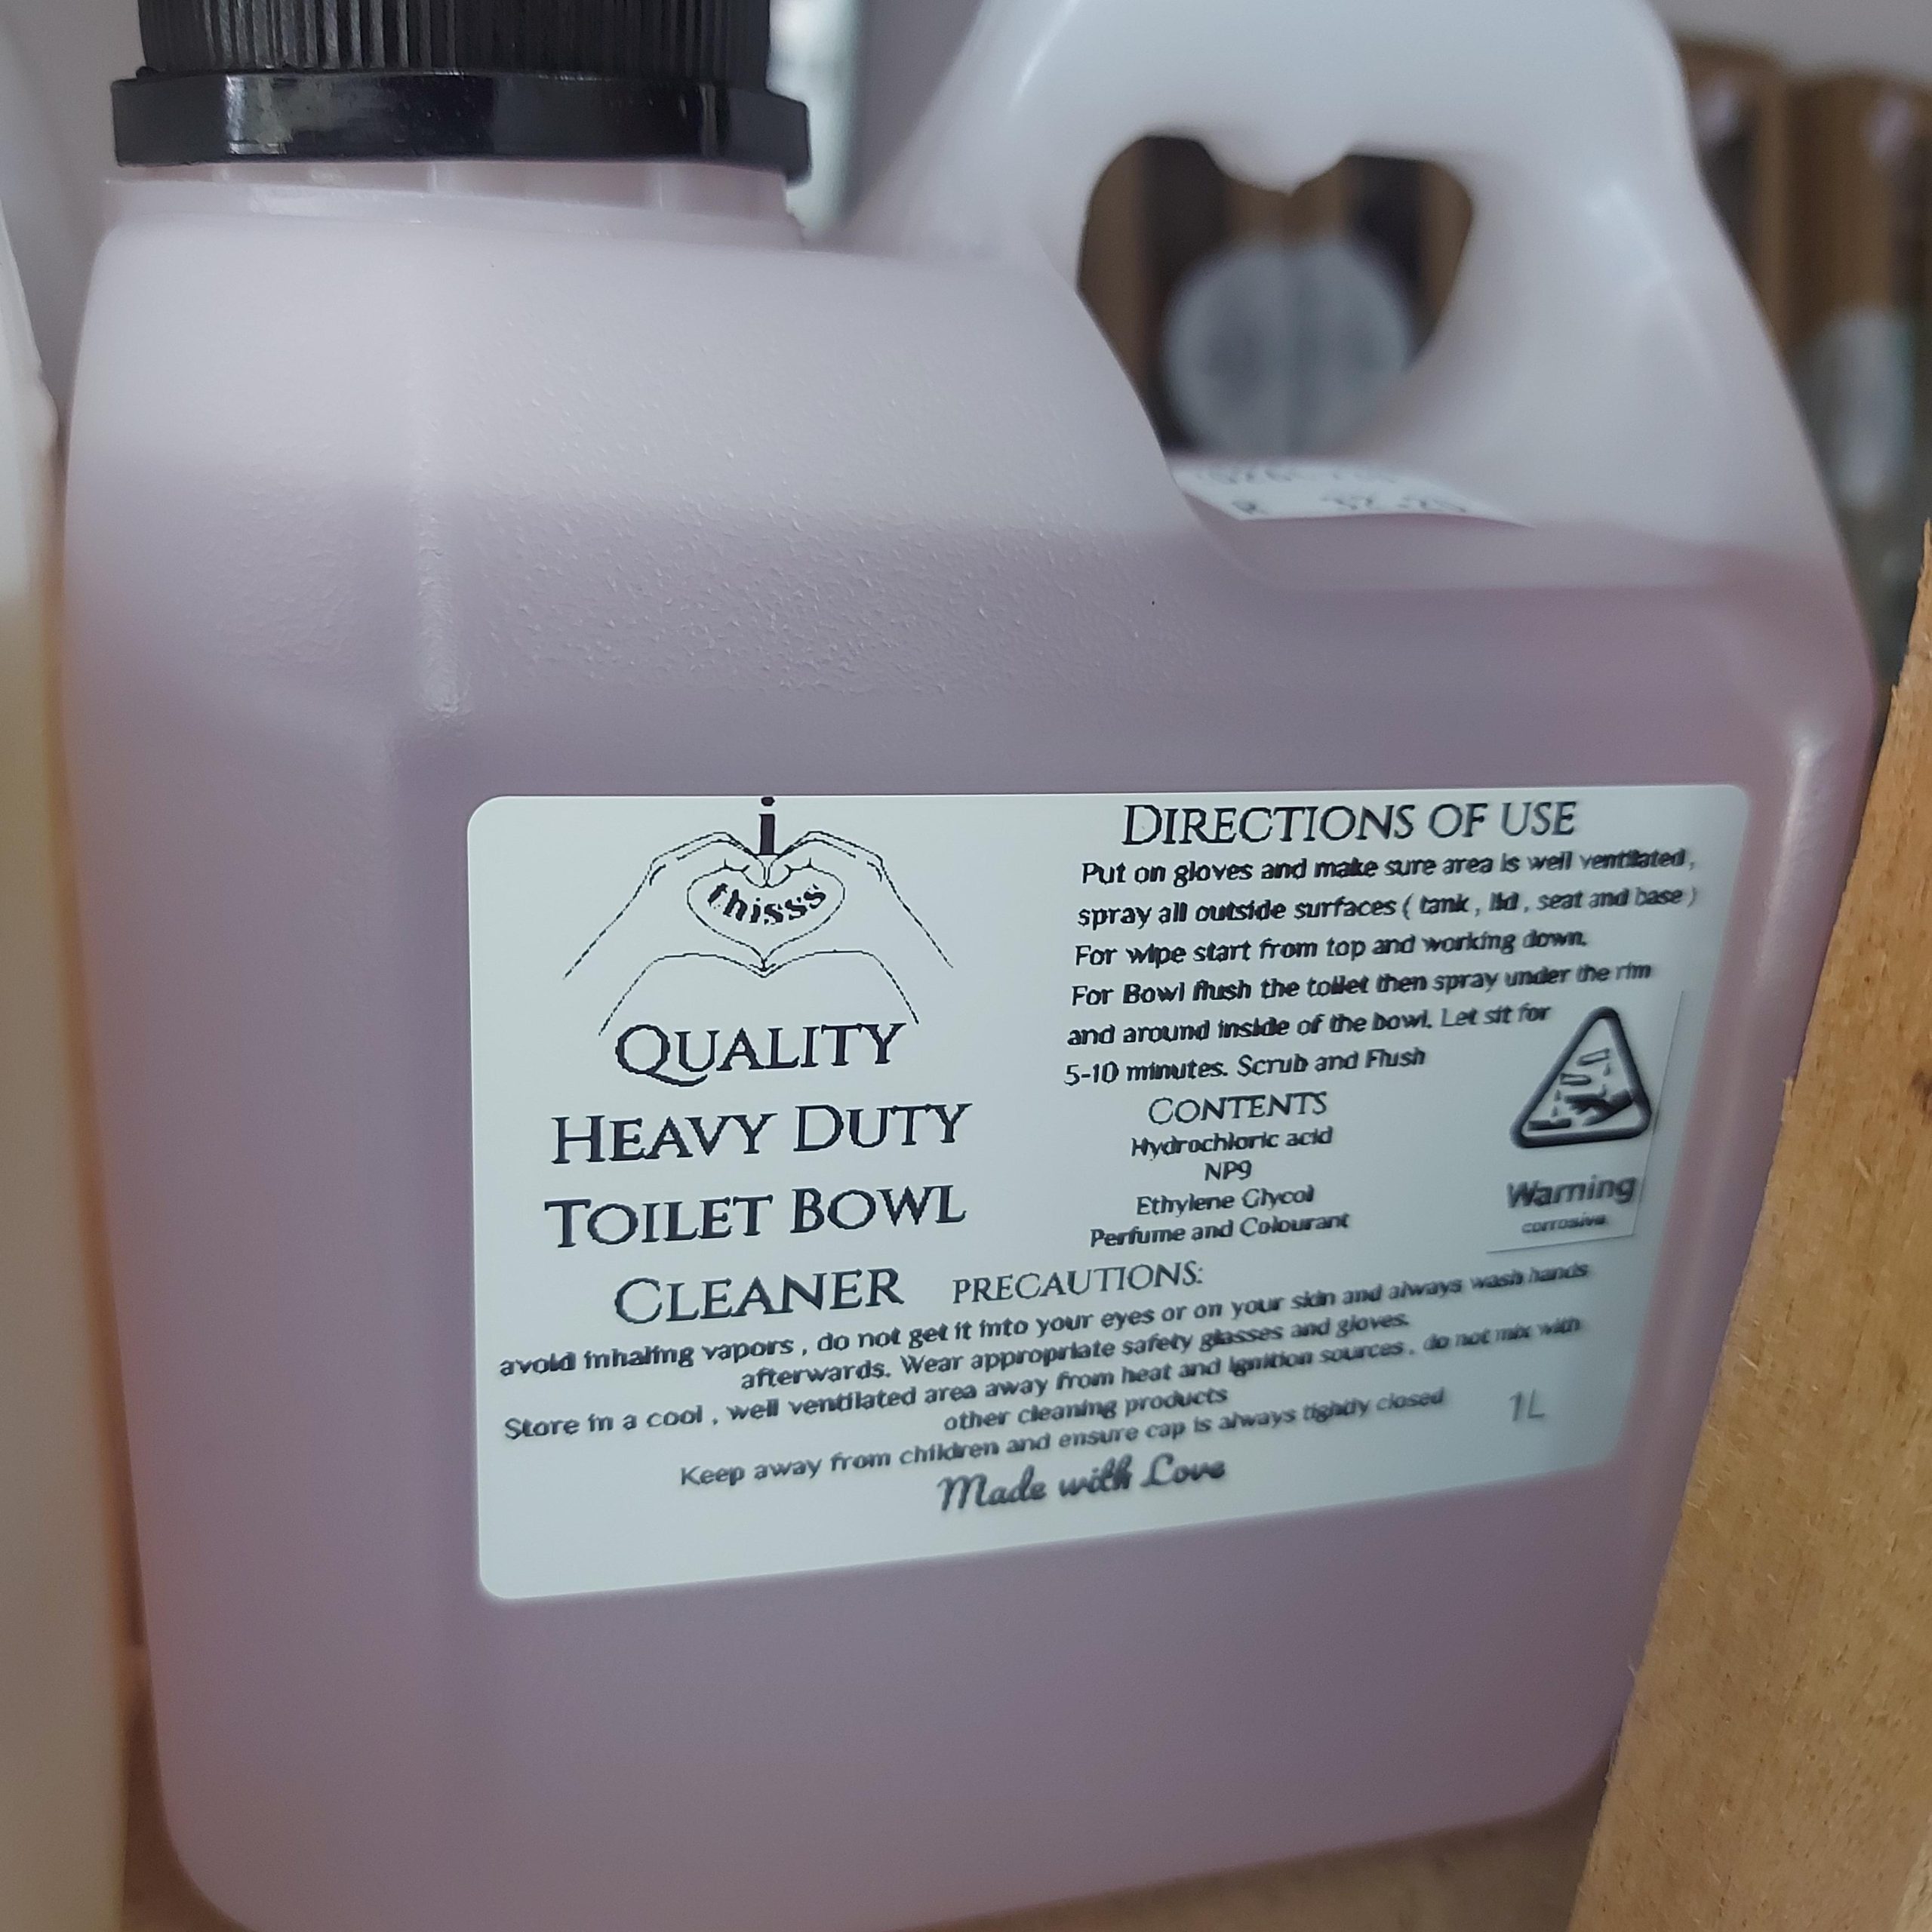 i
thisss
QUALITY
HEAVY DUTY
TOILET BOWL
CLEANER
DIRECTIONS OF USE
Put on gloves and make sure area is well ventilated,
spray all outside surfaces ( tank , lid , seat and base )
For wipe start from top and working down.
For Bowl flush the toilet then spray under the rim
and around inside of the bowl. Let sit for
5-10 minutes. Scrub and Flush
CONTENTS
Hydrochloric acid
NP9
Ethylene Glycol
Perfume and Colourant
Warning
corrosive
PRECAUTIONS:
avoid inhaling vapors , do not get it into your eyes or on your skin and always wash hands
afterwards. Wear appropriate safety glasses and gloves.
Store in a cool , well ventilated area away from heat and ignition sources , do not mix with
other cleaning products
Keep away from children and ensure cap is always tightly closed
1L
Made with Love